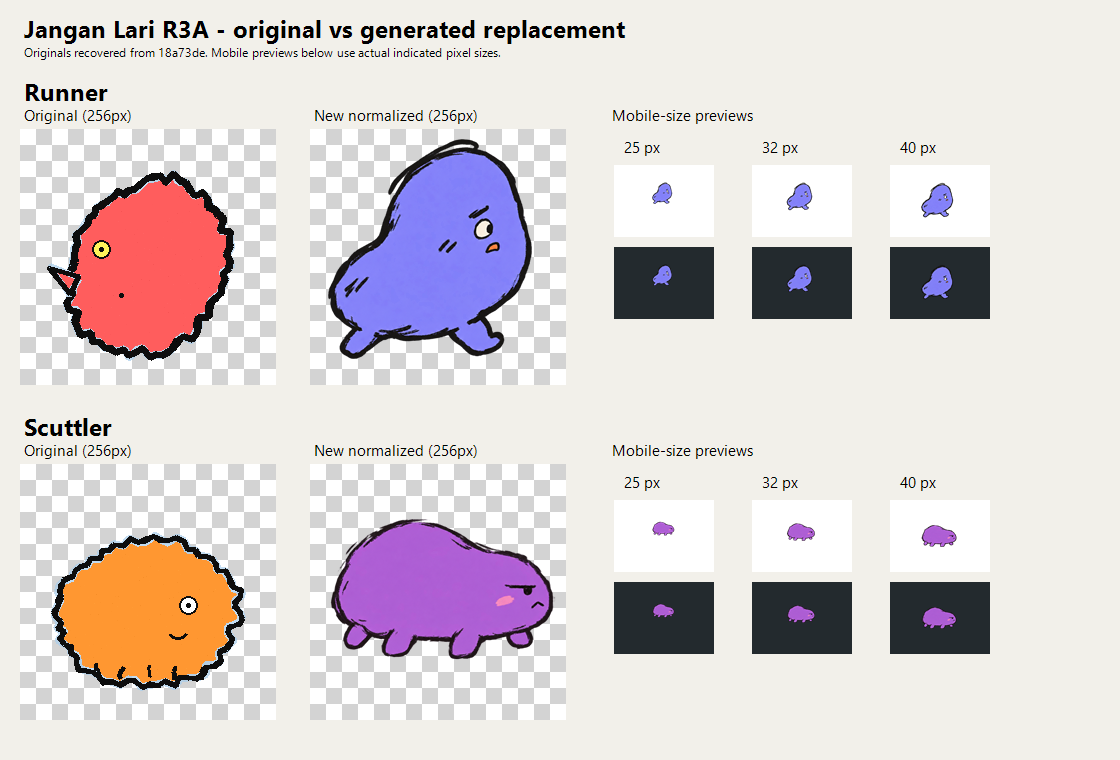 Jangan Lari R3A - original vs generated replacement
Originals recovered from 18a73de. Mobile previews below use actual indicated pixel sizes.
Runner
Original (256px)
New normalized (256px)
Mobile-size previews
25 px
32 px
40 px
Scuttler
Original (256px)
New normalized (256px)
Mobile-size previews
25 px
32 px
40 px